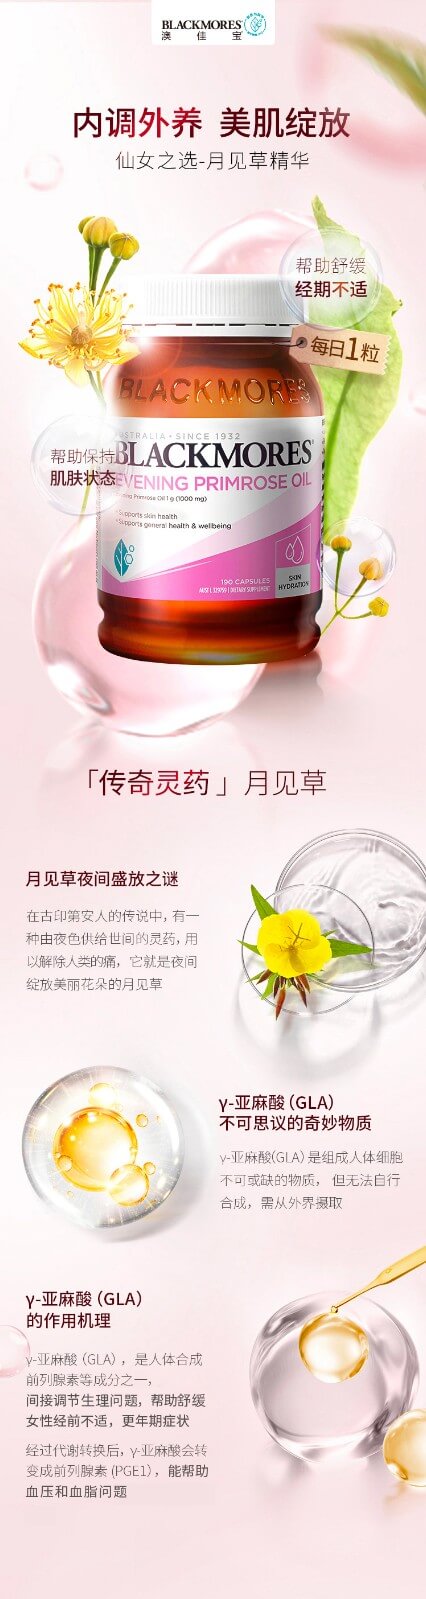 BLACKMORES
澳佳宝
内调外养 美肌绽放
仙女之选-月见草精华
帮助舒缓
经期不适
每日1粒
BLACKMORES
帮助保持
肌肤状态
AUSTRALIA • SINCE 1932
BLACKMORES
EVENING PRIMROSE OIL
Evening Primrose Oil 1 g (1000 mg)
• Supports skin health
• Supports general health & wellbeing
190 CAPSULES
AUST L 329759 | DIETARY SUPPLEMENT
SKIN
HYDRATION
「传奇灵药」月见草
月见草夜间盛放之谜
在古印第安人的传说中，有一
种由夜色供给世间的灵药，用
以解除人类的痛，它就是夜间
绽放美丽花朵的月见草
γ-亚麻酸（GLA）
不可思议的奇妙物质
γ-亚麻酸(GLA) 是组成人体细胞
不可或缺的物质， 但无法自行
合成，需从外界摄取
γ-亚麻酸（GLA）
的作用机理
γ-亚麻酸（GLA），是人体合成
前列腺素等成分之一，
间接调节生理问题，帮助舒缓
女性经前不适，更年期症状
经过代谢转换后，γ-亚麻酸会转
变成前列腺素 (PGE1)，能帮助
血压和血脂问题